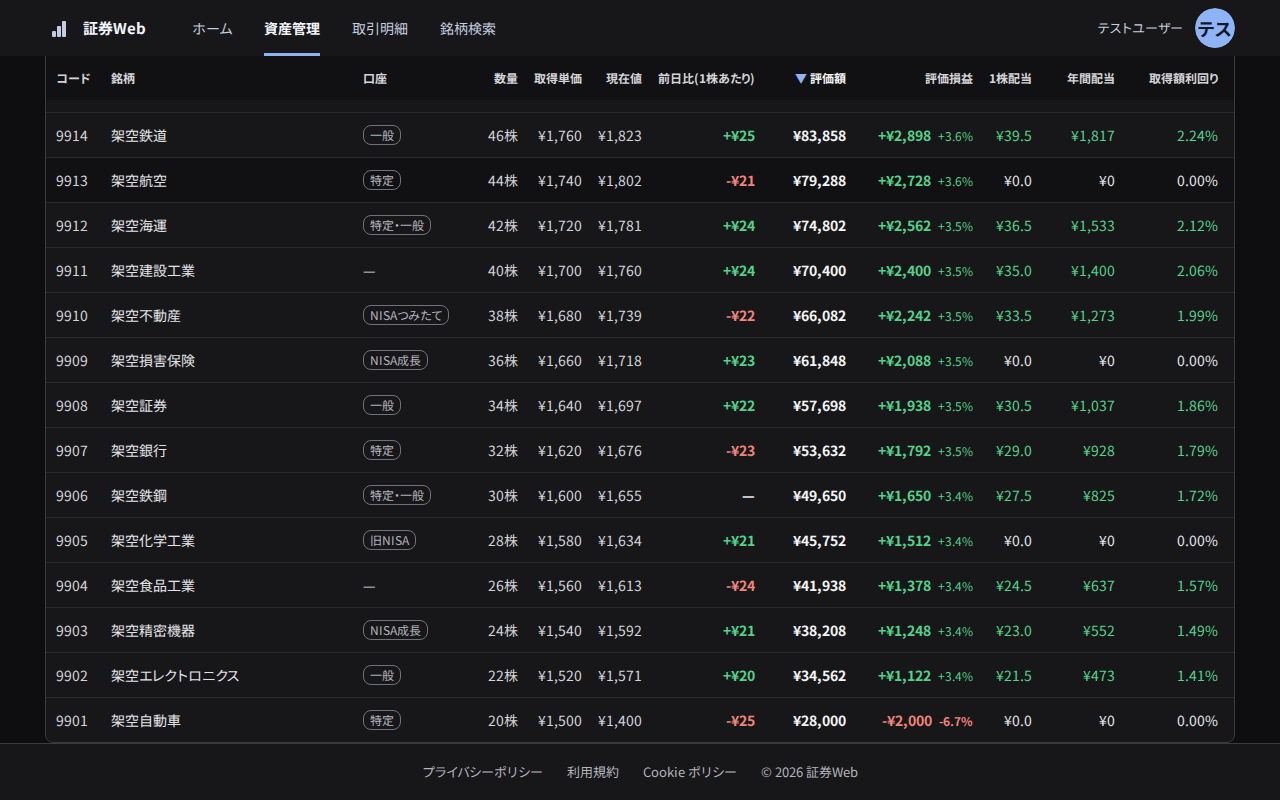 証券Web ホーム 資産管理 取引明細 銘柄検索 テストユーザー テス
コード 銘柄 口座 数量 取得単価 現在値 前日比(1株あたり) ▼ 評価額 評価損益 1株配当 年間配当 取得額利回り
9914 架空鉄道 一般 46株 ¥1,760 ¥1,823 +¥25 ¥83,858 +¥2,898 +3.6% ¥39.5 ¥1,817 2.24%
9913 架空航空 特定 44株 ¥1,740 ¥1,802 -¥21 ¥79,288 +¥2,728 +3.6% ¥0.0 ¥0 0.00%
9912 架空海運 特定・一般 42株 ¥1,720 ¥1,781 +¥24 ¥74,802 +¥2,562 +3.5% ¥36.5 ¥1,533 2.12%
9911 架空建設工業 — 40株 ¥1,700 ¥1,760 +¥24 ¥70,400 +¥2,400 +3.5% ¥35.0 ¥1,400 2.06%
9910 架空不動産 NISAつみたて 38株 ¥1,680 ¥1,739 -¥22 ¥66,082 +¥2,242 +3.5% ¥33.5 ¥1,273 1.99%
9909 架空損害保険 NISA成長 36株 ¥1,660 ¥1,718 +¥23 ¥61,848 +¥2,088 +3.5% ¥0.0 ¥0 0.00%
9908 架空証券 一般 34株 ¥1,640 ¥1,697 +¥22 ¥57,698 +¥1,938 +3.5% ¥30.5 ¥1,037 1.86%
9907 架空銀行 特定 32株 ¥1,620 ¥1,676 -¥23 ¥53,632 +¥1,792 +3.5% ¥29.0 ¥928 1.79%
9906 架空鉄鋼 特定・一般 30株 ¥1,600 ¥1,655 — ¥49,650 +¥1,650 +3.4% ¥27.5 ¥825 1.72%
9905 架空化学工業 旧NISA 28株 ¥1,580 ¥1,634 +¥21 ¥45,752 +¥1,512 +3.4% ¥0.0 ¥0 0.00%
9904 架空食品工業 — 26株 ¥1,560 ¥1,613 -¥24 ¥41,938 +¥1,378 +3.4% ¥24.5 ¥637 1.57%
9903 架空精密機器 NISA成長 24株 ¥1,540 ¥1,592 +¥21 ¥38,208 +¥1,248 +3.4% ¥23.0 ¥552 1.49%
9902 架空エレクトロニクス 一般 22株 ¥1,520 ¥1,571 +¥20 ¥34,562 +¥1,122 +3.4% ¥21.5 ¥473 1.41%
9901 架空自動車 特定 20株 ¥1,500 ¥1,400 -¥25 ¥28,000 -¥2,000 -6.7% ¥0.0 ¥0 0.00%
プライバシーポリシー 利用規約 Cookie ポリシー © 2026 証券Web